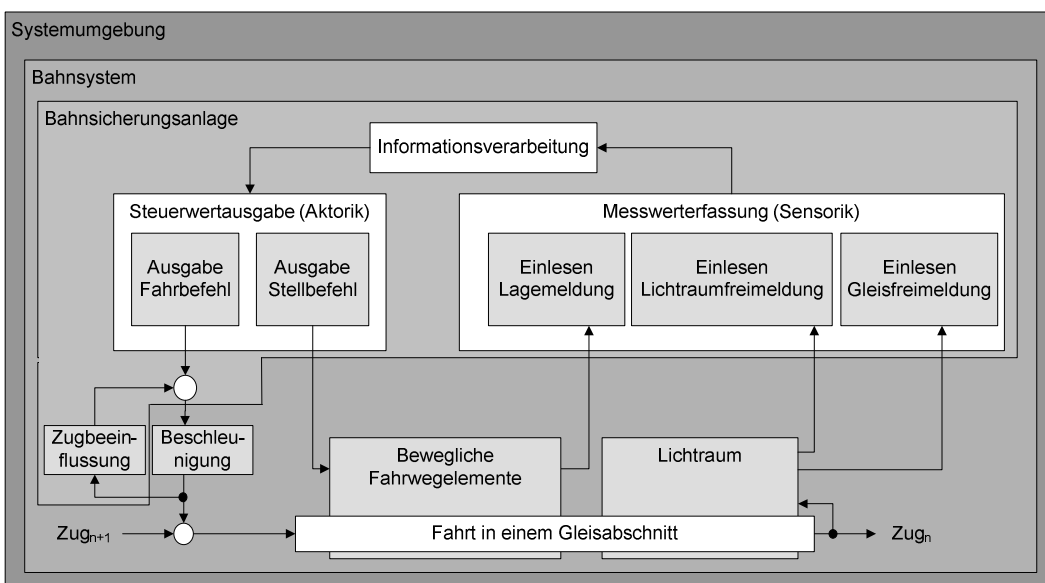 Systemumgebung
Bahnsystem
Bahnsicherungsanlage
Informationsverarbeitung
Steuerwertausgabe (Aktorik)
Messwerterfassung (Sensorik)
Ausgabe
Fahrbefehl
Ausgabe
Stellbefehl
Einlesen
Lagemeldung
Einlesen
Lichtraumfreimeldung
Einlesen
Gleisfreimeldung
Zugbeein-
flussung
Beschleu-
nigung
Bewegliche
Fahrwegelemente
Lichtraum
Zugn+1
Fahrt in einem Gleisabschnitt
Zugn